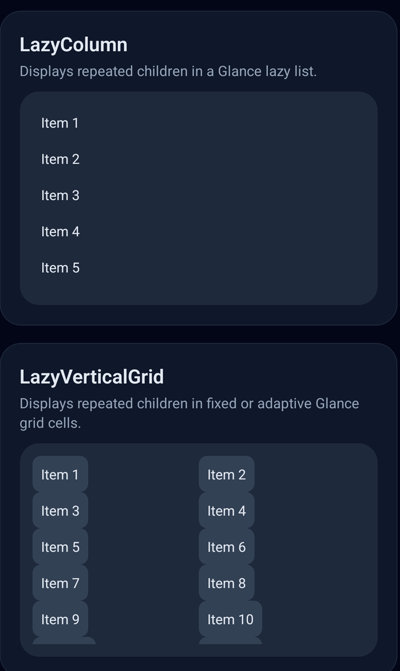 LazyColumn
Displays repeated children in a Glance lazy list.
Item 1
Item 2
Item 3
Item 4
Item 5
LazyVerticalGrid
Displays repeated children in fixed or adaptive Glance
grid cells.
Item 1 Item 2
Item 3 Item 4
Item 5 Item 6
Item 7 Item 8
Item 9 Item 10